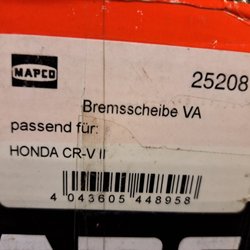 MAPCO
25208
Bremsscheibe VA
passend für:
HONDA CR-V II
4 043605 448958